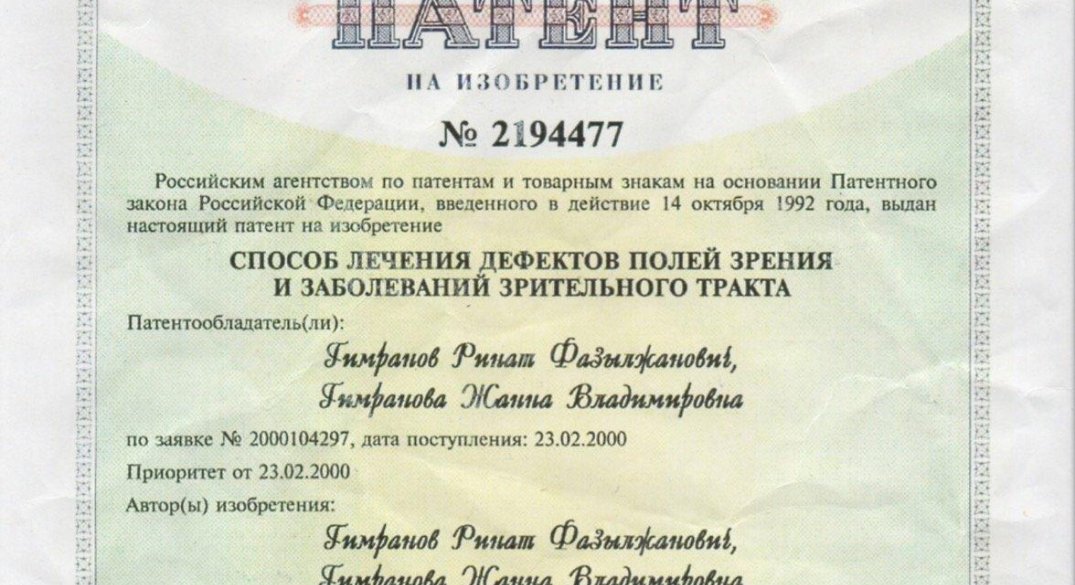 ПАТЕНТ
НА ИЗОБРЕТЕНИЕ
№ 2194477
Российским агентством по патентам и товарным знакам на основании Патентного
закона Российской Федерации, введенного в действие 14 октября 1992 года, выдан
настоящий патент на изобретение
СПОСОБ ЛЕЧЕНИЯ ДЕФЕКТОВ ПОЛЕЙ ЗРЕНИЯ
И ЗАБОЛЕВАНИЙ ЗРИТЕЛЬНОГО ТРАКТА
Патентообладатель(ли):
Гимранов Ринат Фазылжанович,
Гимранова Жанна Владимировна
по заявке № 2000104297, дата поступления: 23.02.2000
Приоритет от 23.02.2000
Автор(ы) изобретения:
Гимранов Ринат Фазылжанович,
Гимранова Жанна Владимировна